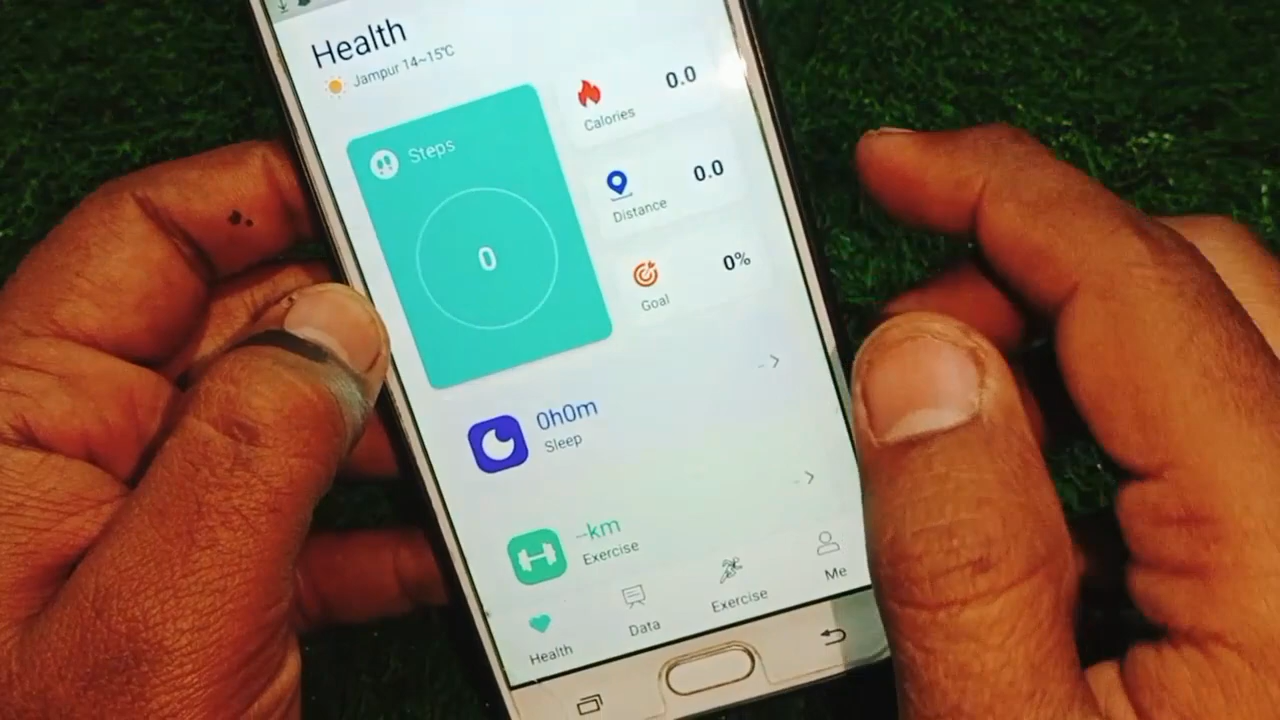 Health
Jampur 14~15℃
Steps
0
Calories
0.0
Distance
0.0
Goal
0%
0h0m
Sleep
--km
Exercise
Health
Data
Exercise
Me